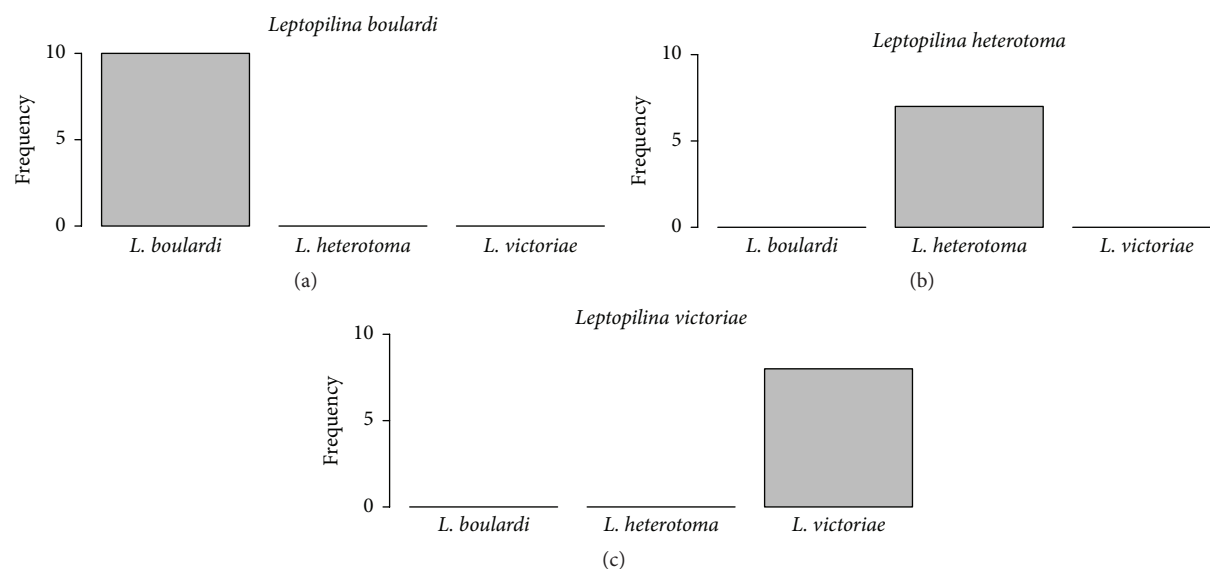 Leptopilina boulardi
10
5
0
Frequency
L. boulardi L. heterotoma L. victoriae
(a)
Leptopilina heterotoma
10
5
0
Frequency
L. boulardi L. heterotoma L. victoriae
(b)
Leptopilina victoriae
10
5
0
Frequency
L. boulardi L. heterotoma L. victoriae
(c)